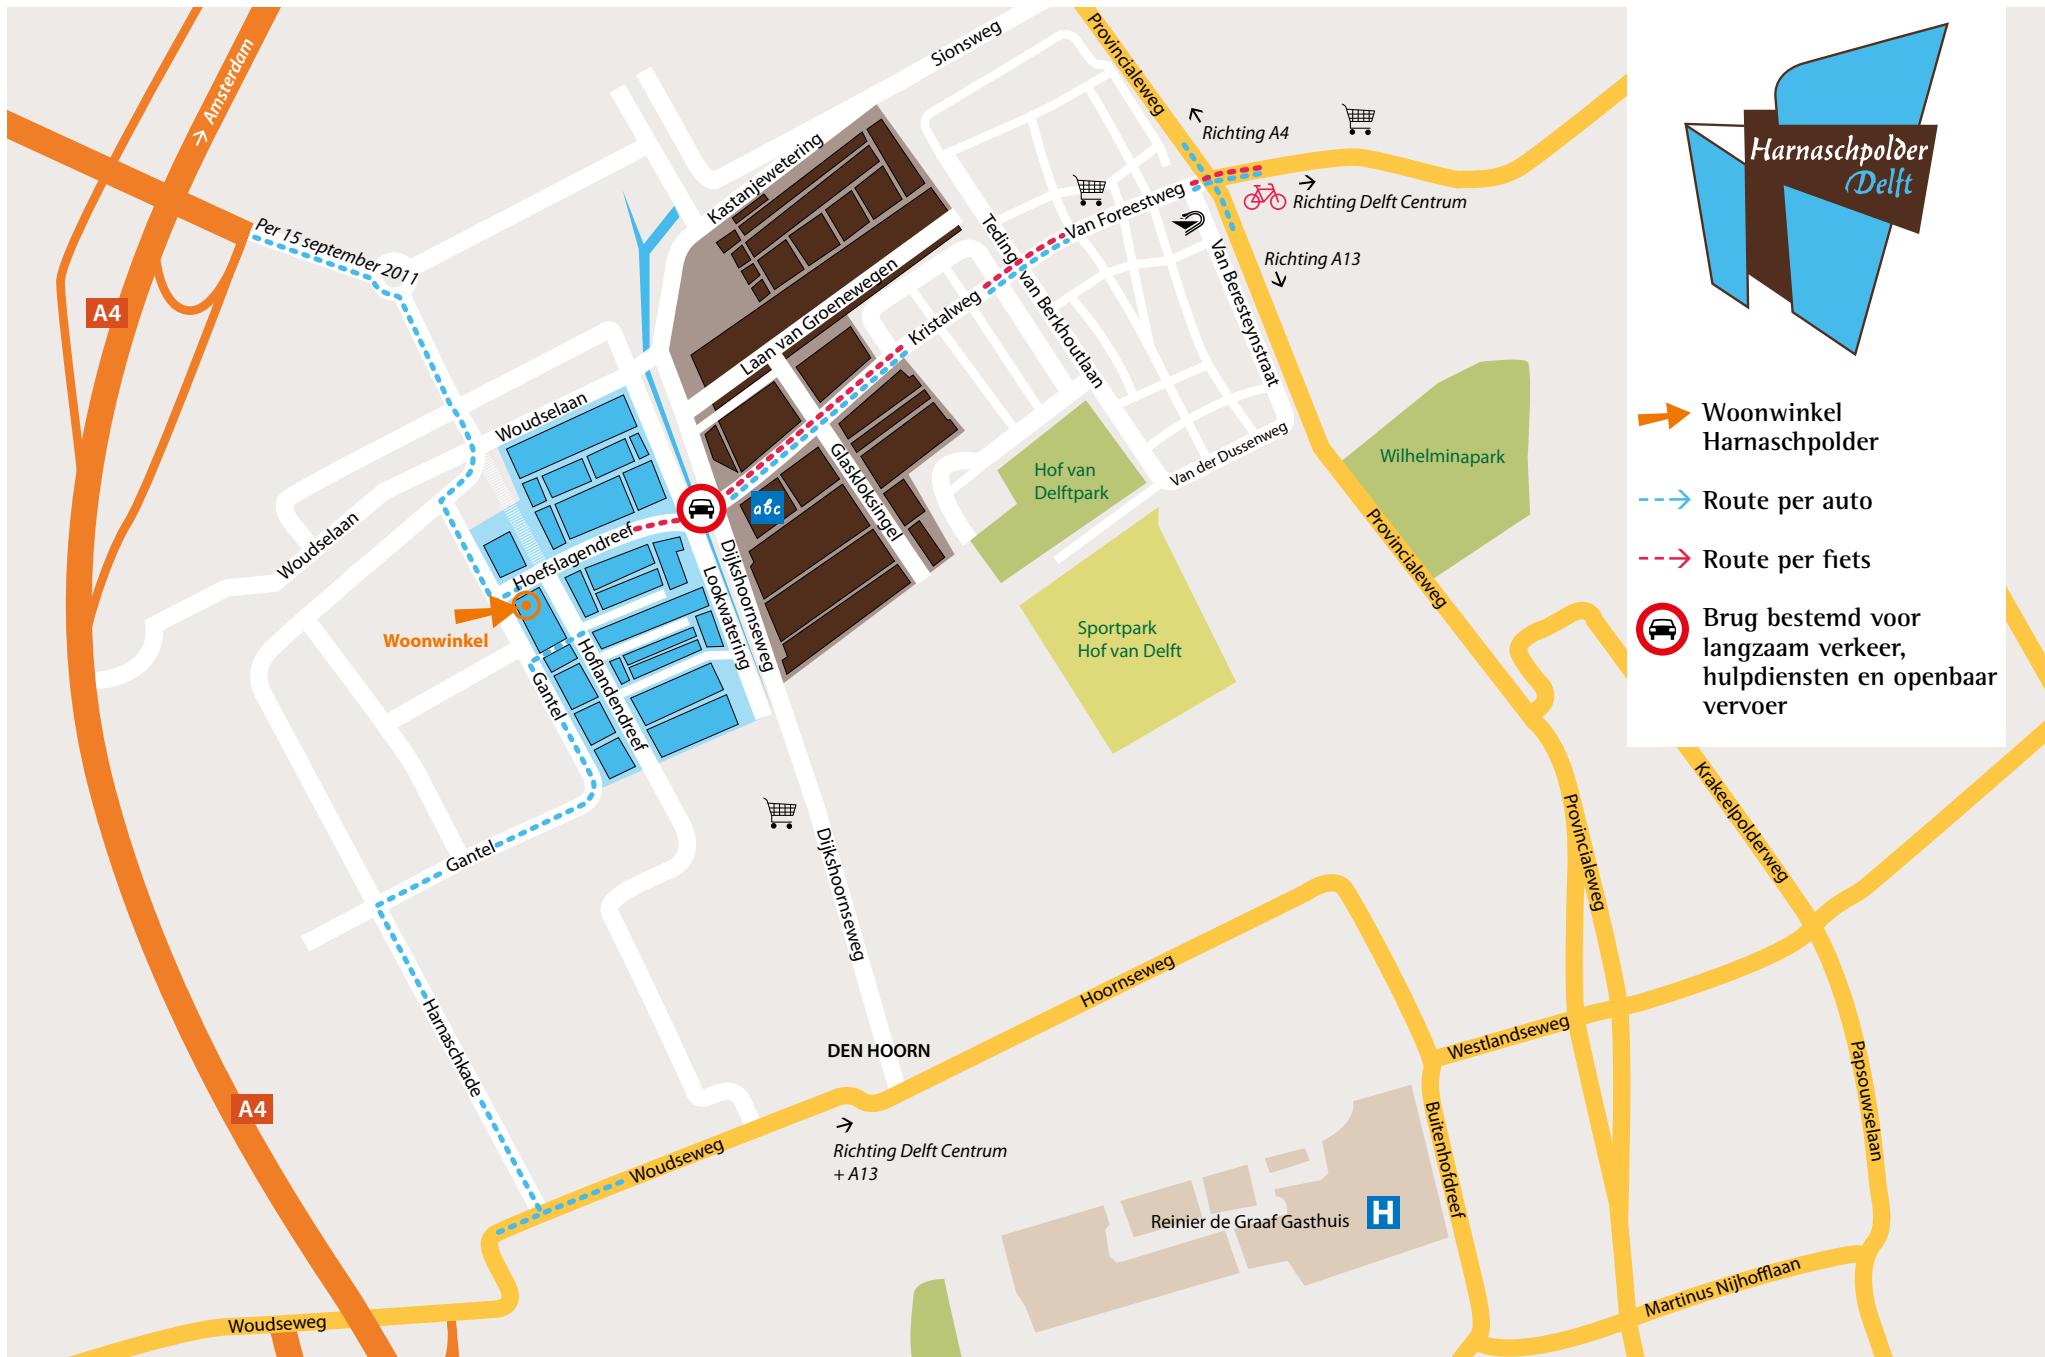 Amsterdam
Sionsweg
Provincialeweg
Richting A4
Kastanjewetering
Per 15 september 2011
Richting Delft Centrum
Van Foreestweg
Teding van Berkhoutlaan
Van Beresteynstraat
Richting A13
A4
Laan van Groenewegen
Kristalweg
Woudselaan
Glaskloksingel
Hof van
Delftpark
Van der Dussenweg
Wilhelminapark
abc
Woudselaan
Hoefslagendreef
Dijkshoornseweg
Lookwatering
Provincialeweg
Woonwinkel
Hoflandendreef
Gantel
Sportpark
Hof van Delft
Gantel
Dijkshoornseweg
Provincialeweg
Krakeelpolderweg
Harnaschkade
Hoornseweg
DEN HOORN
Westlandseweg
Papsouwselaan
A4
Richting Delft Centrum
+ A13
Woudseweg
Buitenhofdreef
Reinier de Graaf Gasthuis
H
Martinus Nijhofflaan
Woudseweg
Harnaschpolder
Delft
Woonwinkel
Harnaschpolder
Route per auto
Route per fiets
Brug bestemd voor
langzaam verkeer,
hulpdiensten en openbaar
vervoer